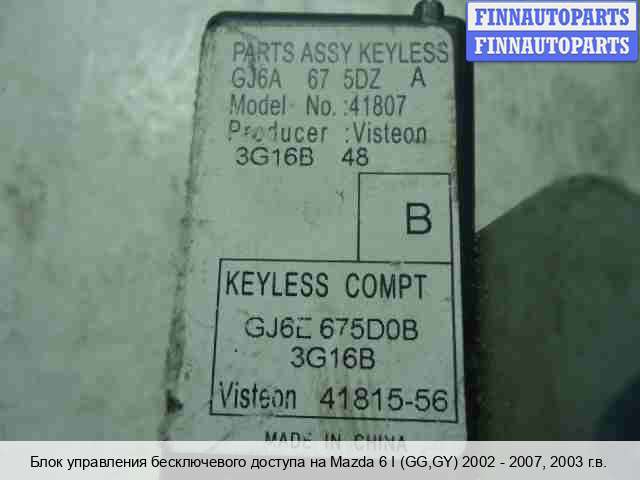 FINNAUTOPARTS
FINNAUTOPARTS
PARTS ASSY KEYLESS
GJ6A 67 5DZ A
Model No.:41807
Producer :Visteon
3G16B 48
B
KEYLESS COMPT
GJ6E 675D0B
3G16B
Visteon 41815-56
MADE IN CHINA
Блок управления бесключевого доступа на Mazda 6 I (GG,GY) 2002 - 2007, 2003 г.в.